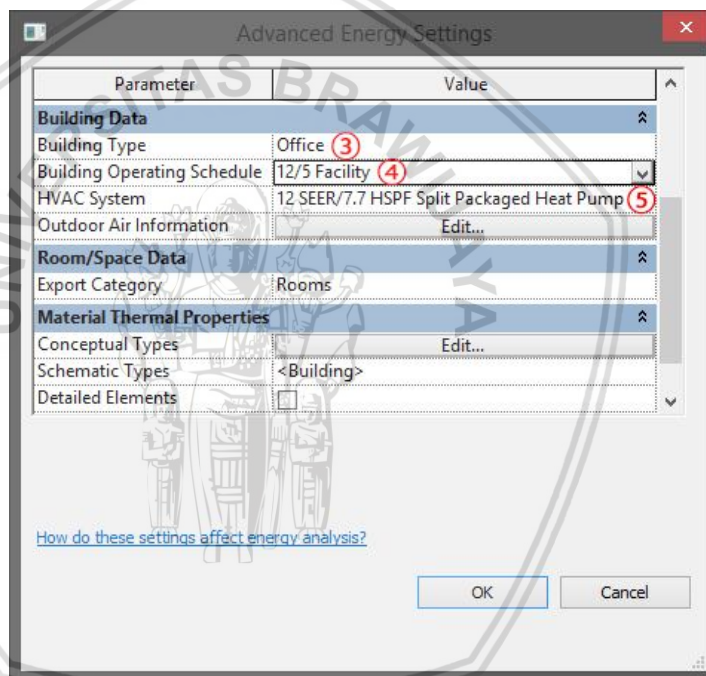 Advanced Energy Settings
Parameter Value
Building Data
Building Type Office ③
Building Operating Schedule 12/5 Facility ④
HVAC System 12 SEER/7.7 HSPF Split Packaged Heat Pump ⑤
Outdoor Air Information Edit...
Room/Space Data
Export Category Rooms
Material Thermal Properties
Conceptual Types Edit...
Schematic Types <Building>
Detailed Elements
How do these settings affect energy analysis?
OK Cancel
UNIVERSITAS BRAWIJAYA